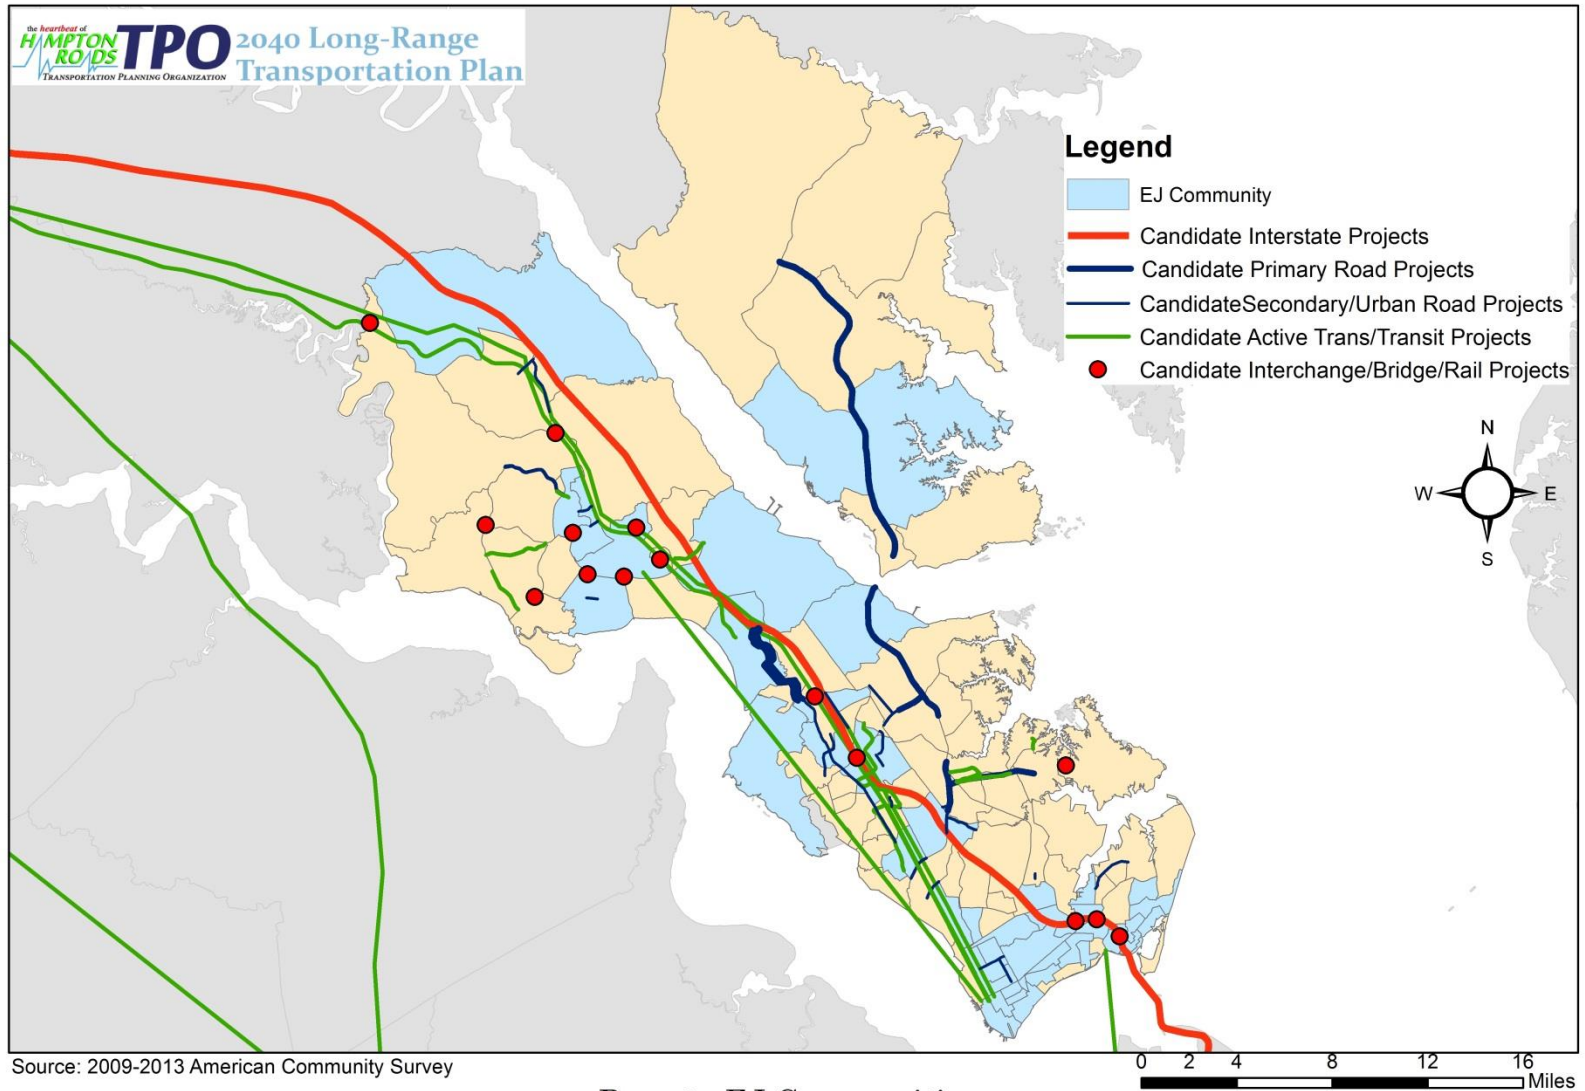 the heartbeat of
HAMPTON
ROADS
TPO
TRANSPORTATION PLANNING ORGANIZATION
2040 Long-Range
Transportation Plan
Legend
EJ Community
Candidate Interstate Projects
Candidate Primary Road Projects
CandidateSecondary/Urban Road Projects
Candidate Active Trans/Transit Projects
Candidate Interchange/Bridge/Rail Projects
N
W E
S
Source: 2009-2013 American Community Survey
0 2 4 8 12 16
Miles